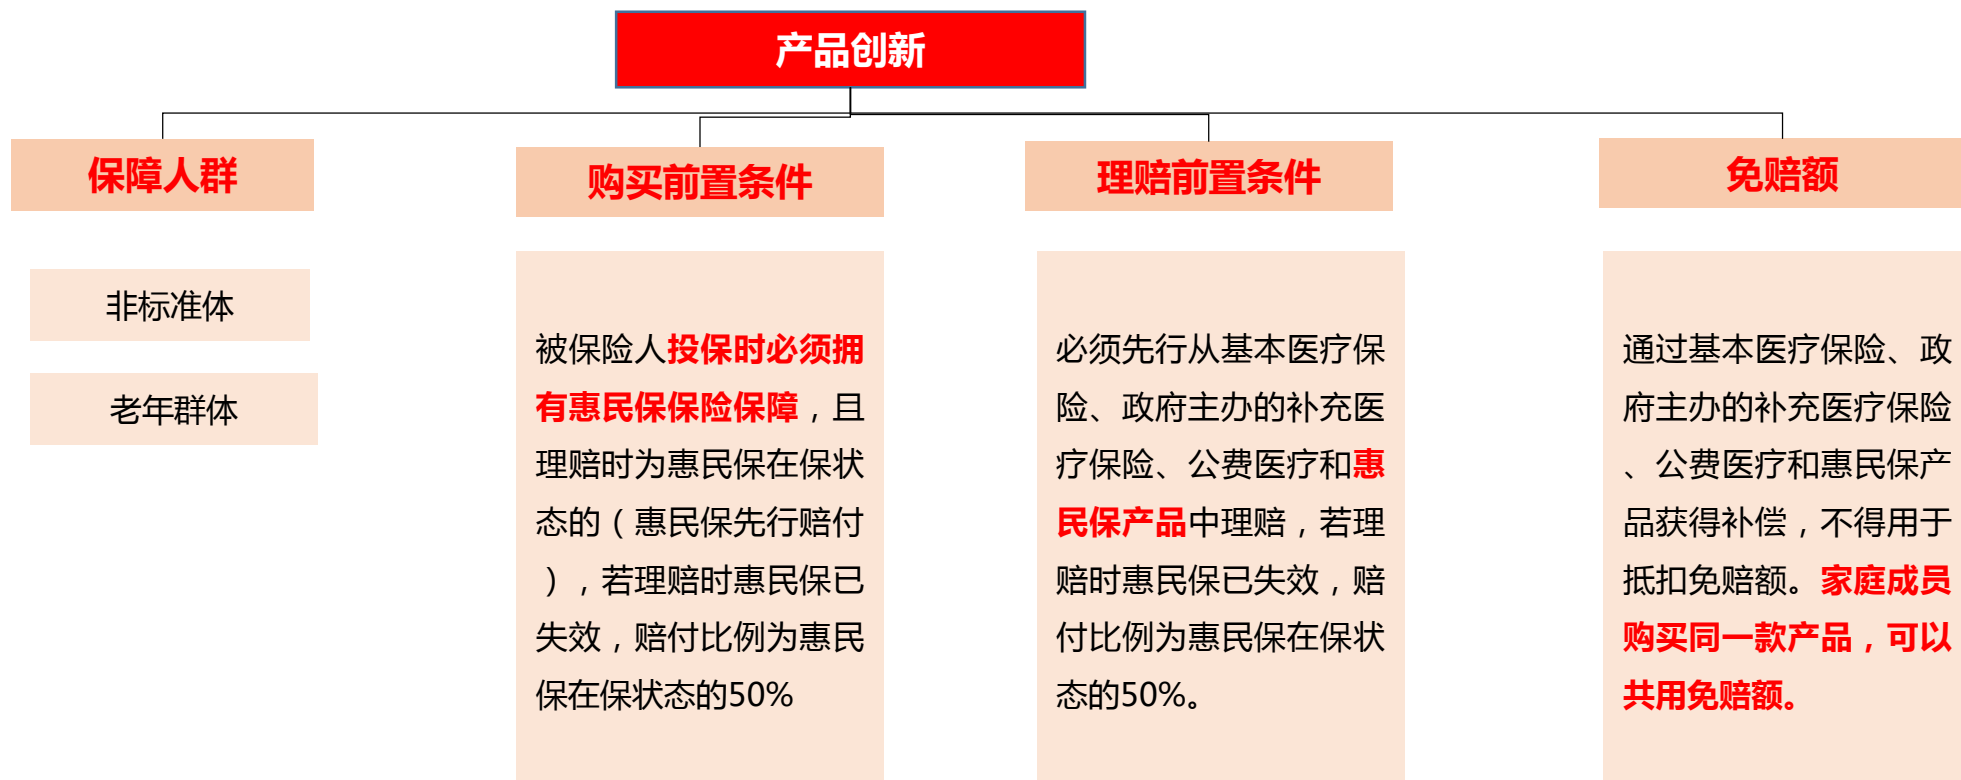 产品创新
保障人群
非标准体
老年群体
购买前置条件
被保险人投保时必须拥
有惠民保保险保障，且
理赔时为惠民保在保状
态的（惠民保先行赔付
），若理赔时惠民保已
失效，赔付比例为惠民
保在保状态的50%
理赔前置条件
必须先行从基本医疗保
险、政府主办的补充医
疗保险、公费医疗和惠
民保产品中理赔，若理
赔时惠民保已失效，赔
付比例为惠民保在保状
态的50%。
免赔额
通过基本医疗保险、政
府主办的补充医疗保险
、公费医疗和惠民保产
品获得补偿，不得用于
抵扣免赔额。家庭成员
购买同一款产品，可以
共用免赔额。